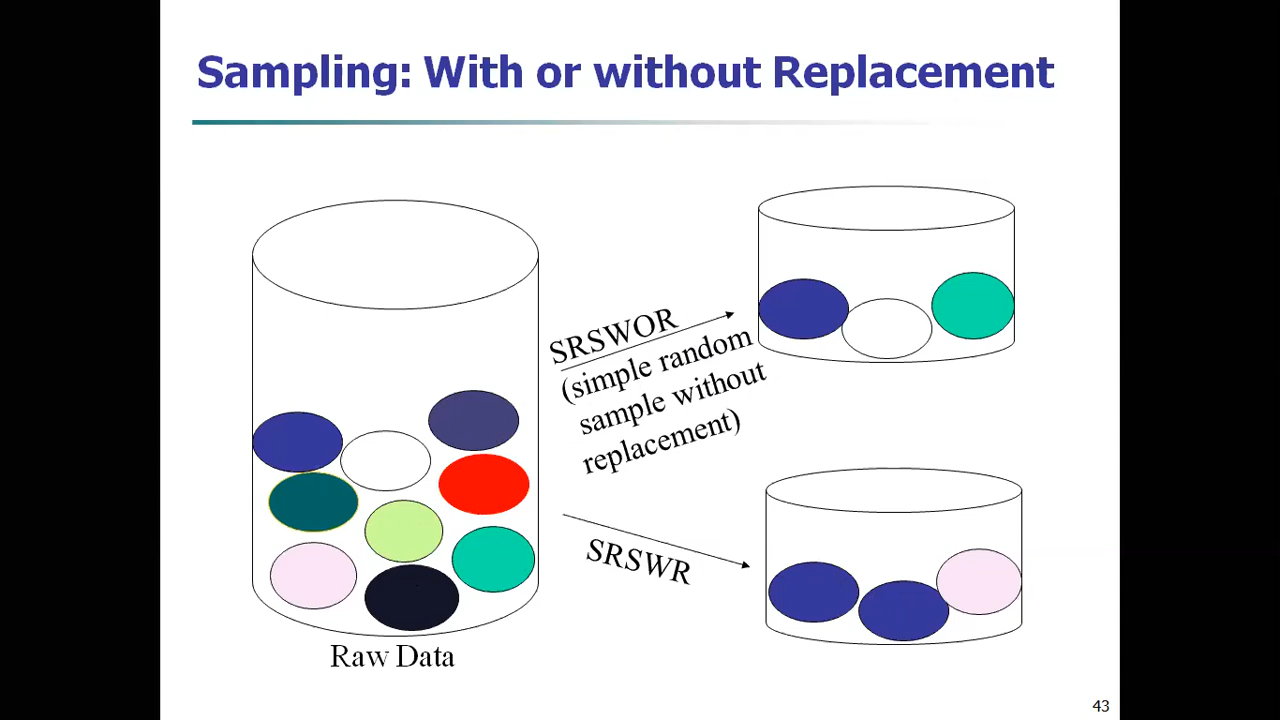 Sampling: With or without Replacement
SRSWOR
(simple random
sample without
replacement)
SRSWR
Raw Data
43